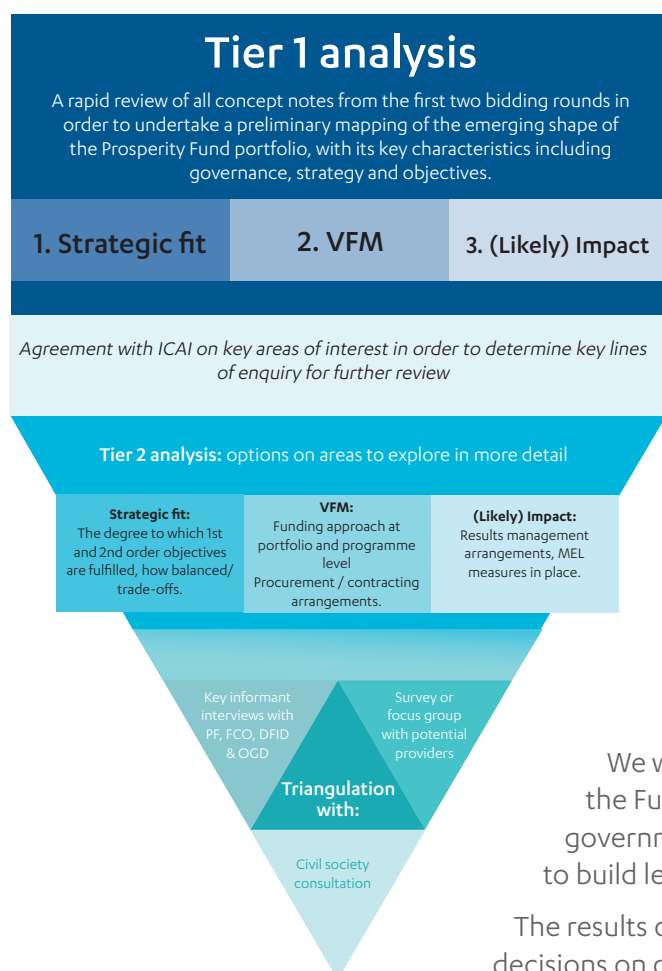 Tier 1 analysis
A rapid review of all concept notes from the first two bidding rounds in
order to undertake a preliminary mapping of the emerging shape of
the Prosperity Fund portfolio, with its key characteristics including
governance, strategy and objectives.
1. Strategic fit
2. VFM
3. (Likely) Impact
Agreement with ICAI on key areas of interest in order to determine key lines
of enquiry for further review
Tier 2 analysis: options on areas to explore in more detail
Strategic fit:
The degree to which 1st
and 2nd order objectives
are fulfilled, how balanced/
trade-offs.
VFM:
Funding approach at
portfolio and programme
level
Procurement / contracting
arrangements.
(Likely) Impact:
Results management
arrangements, MEL
measures in place.
Key informant
interviews with
PF, FCO, DFID
& OGD
Survey or
focus group
with potential
providers
Triangulation
with:
Civil society
consultation
We w
the Fu
governm
to build le
The results o
decisions on